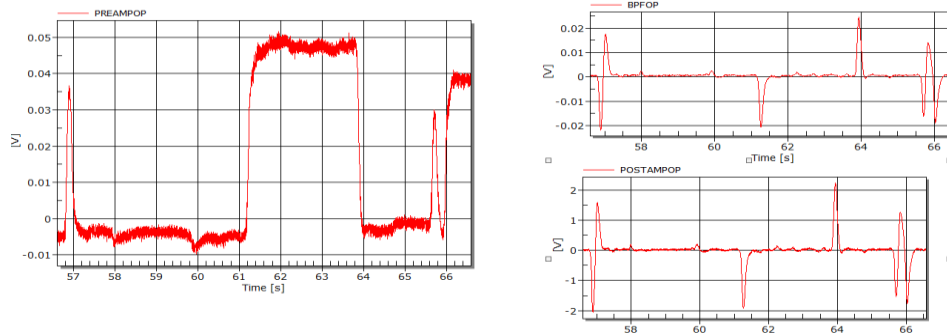 PREAMPOP
0.05
0.04
0.03
0.02
0.01
0
-0.01
[V]
57 58 59 60 61 62 63 64 65 66
Time [s]
BPFOP
0.02
0.01
0
-0.01
-0.02
[V]
58 60 62 64 66
Time [s]
POSTAMPOP
2
1
0
-1
-2
[V]
58 60 62 64 66
Time [s]